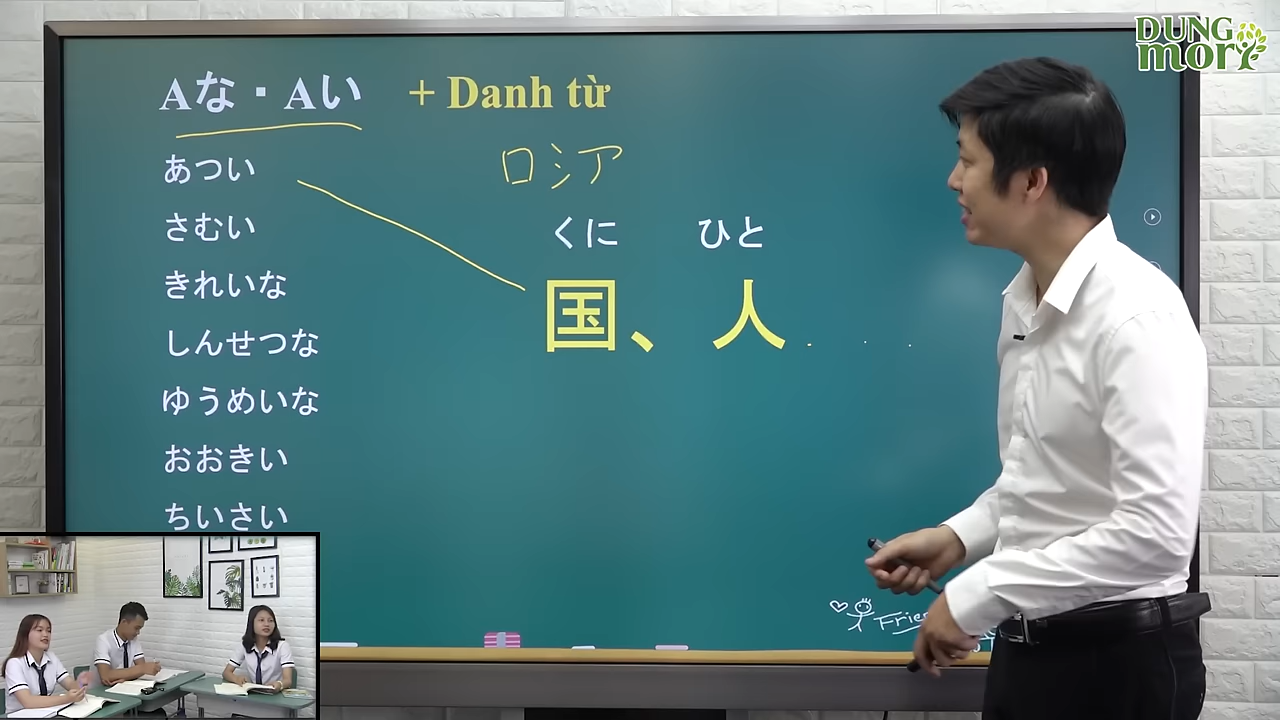 DUNG
mori
Aな・Aい + Danh từ
あつい
ロシア
さむい
くに ひと
きれいな
国、人
しんせつな
ゆうめいな
おおきい
ちいさい